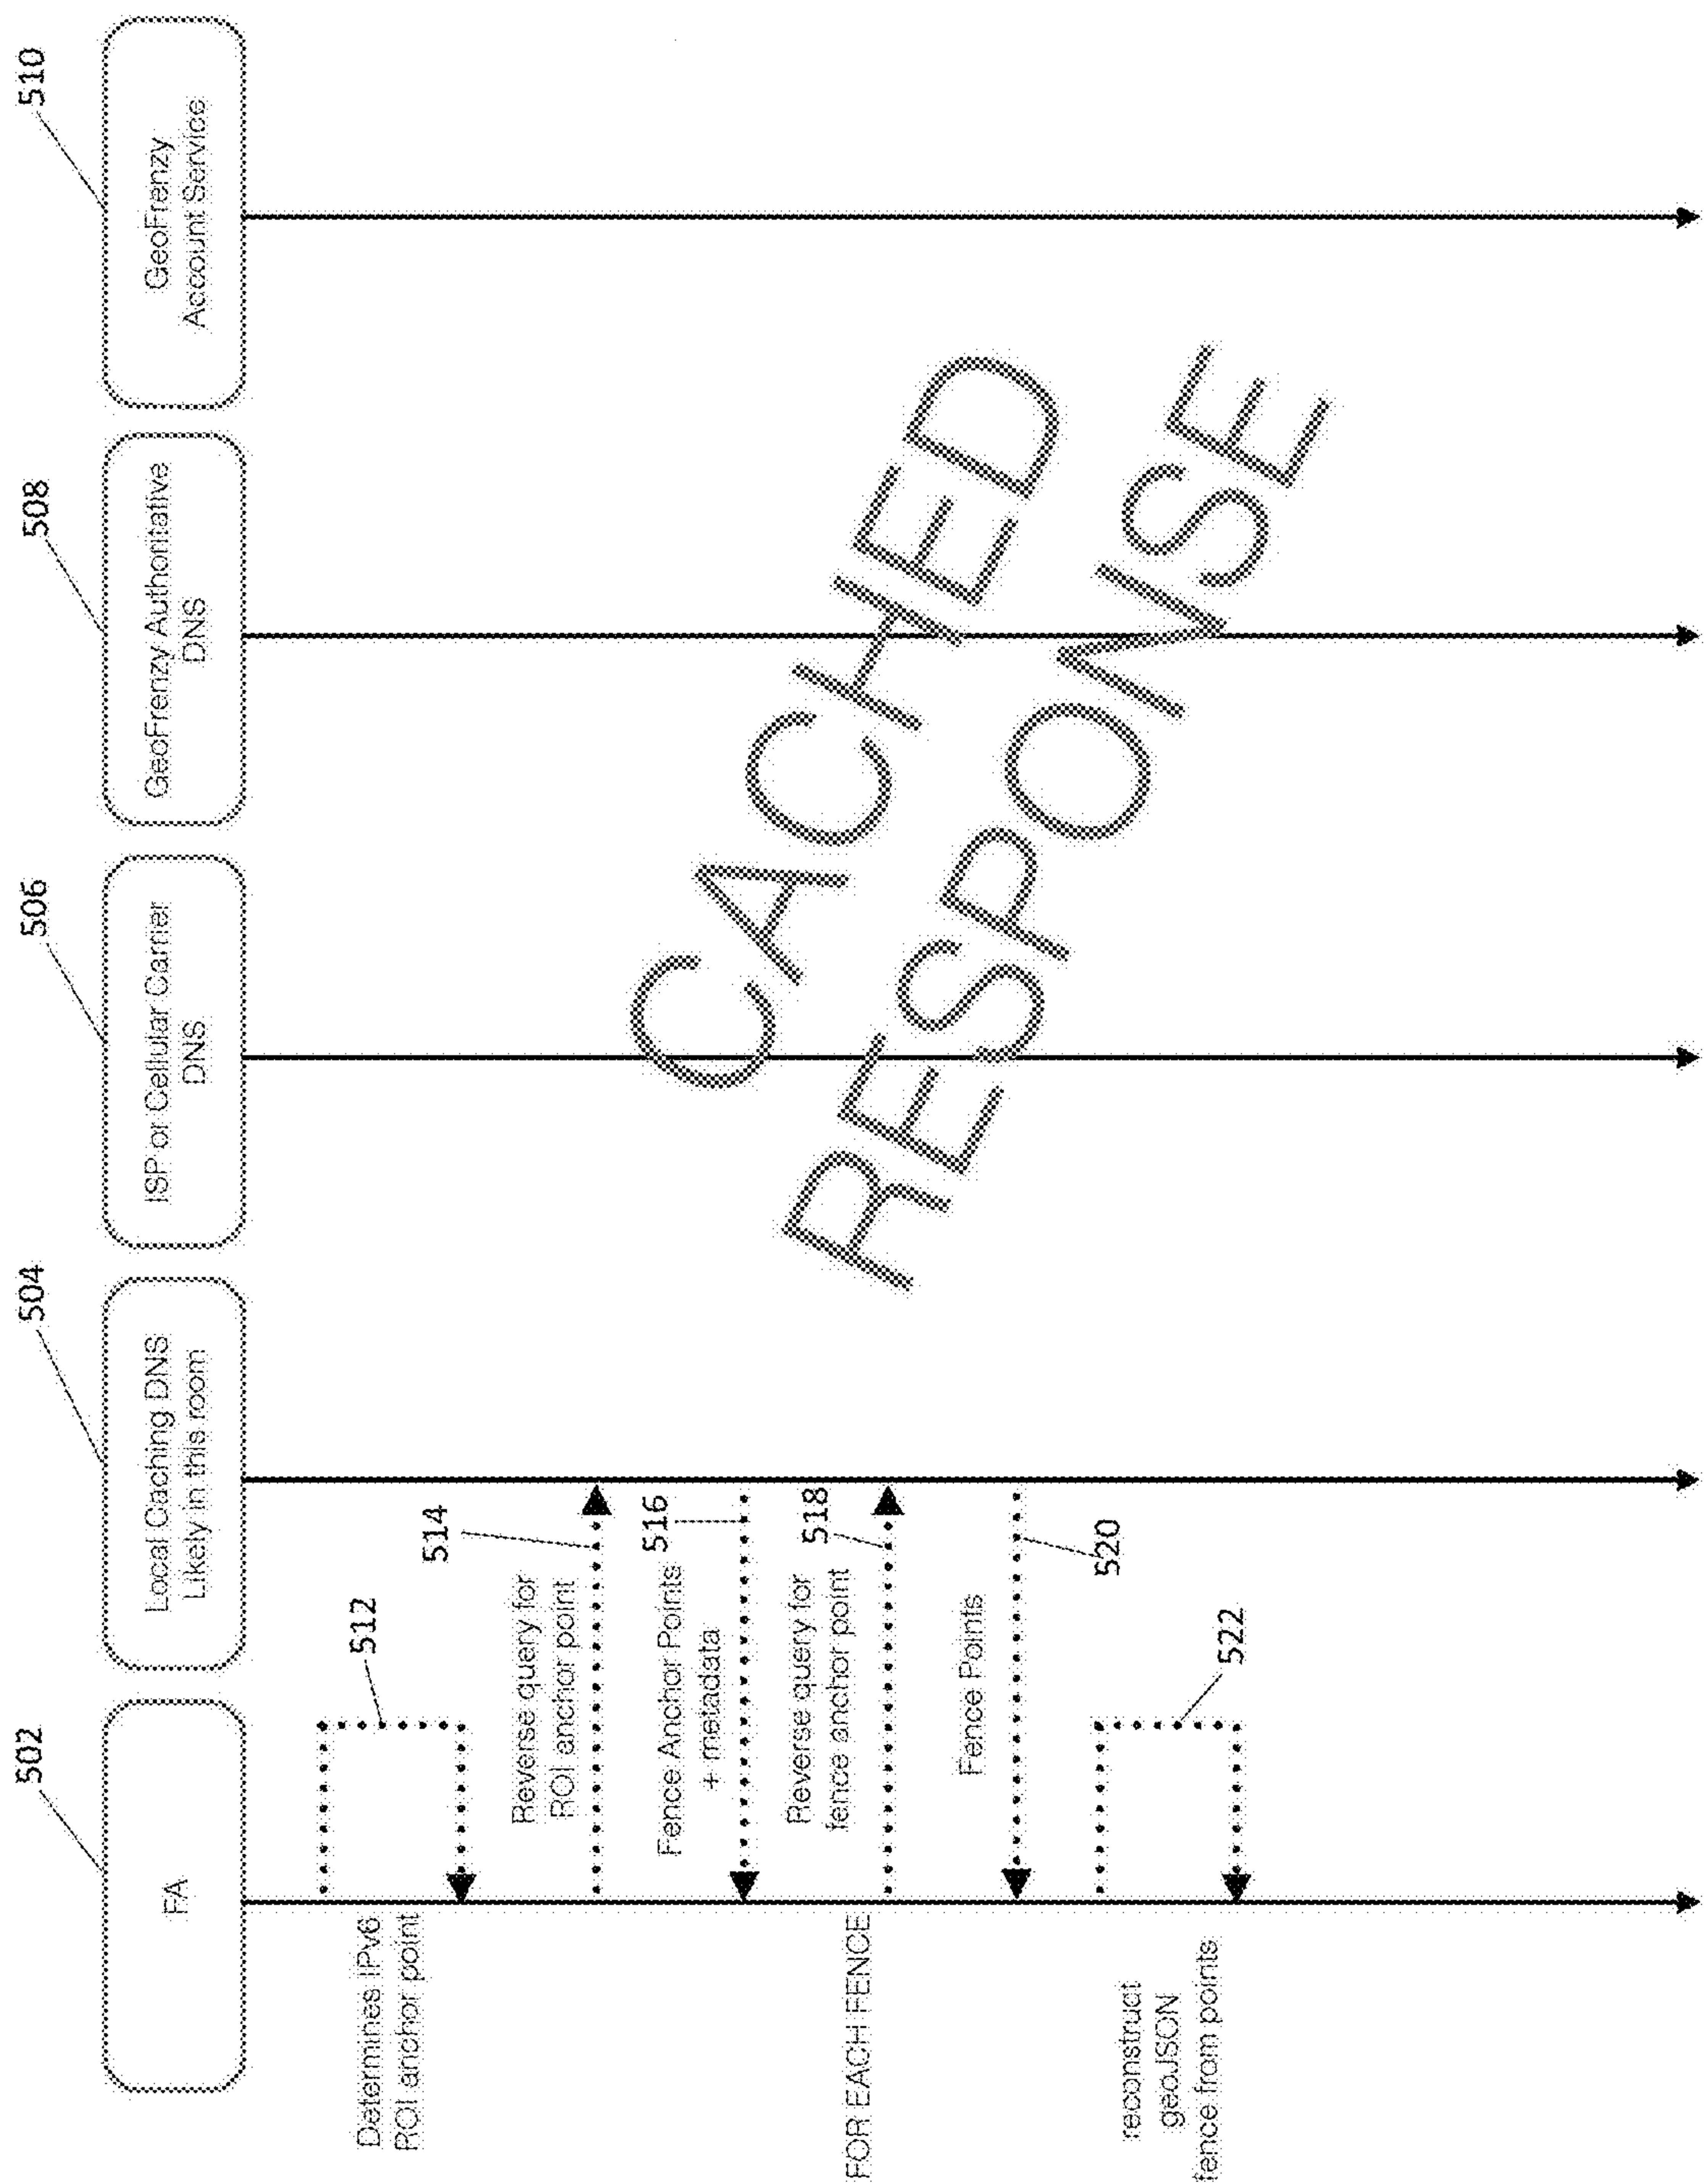 502
504
506
508
510
FA
Local Caching DNS
Likely in this room
ISP or Cellular Carrier
DNS
GeoFrenzy Authoritative
DNS
GeoFrenzy
Account Service
Determines IPv6
ROI anchor point
512
Reverse query for
ROI anchor point
514
Fence Anchor Points
+ metadata
516
FOR EACH FENCE
Reverse query for
fence anchor point
518
Fence Points
520
reconstruct
geoJSON
fence from points
522
CACHED
RESPONSE